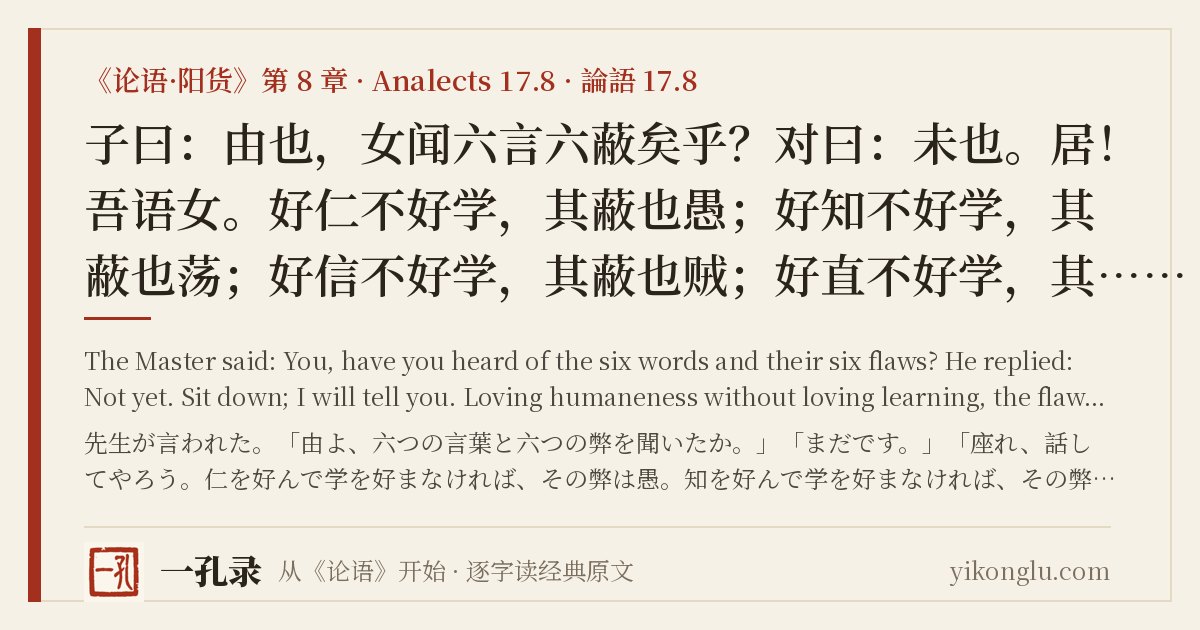 《论语·阳货》第 8 章 · Analects 17.8 · 論語 17.8
子曰：由也，女闻六言六蔽矣乎？对曰：未也。居！
吾语女。好仁不好学，其蔽也愚；好知不好学，其
蔽也荡；好信不好学，其蔽也贼；好直不好学，其……
The Master said: You, have you heard of the six words and their six flaws? He replied:
Not yet. Sit down; I will tell you. Loving humaneness without loving learning, the flaw...
先生が言われた。「由よ、六つの言葉と六つの弊を聞いたか。」「まだです。」「座れ、話し
てやろう。仁を好んで学を好まなければ、その弊は愚。知を好んで学を好まなければ、その弊…
一孔
一孔录 从《论语》开始 · 逐字读经典原文 yikonglu.com